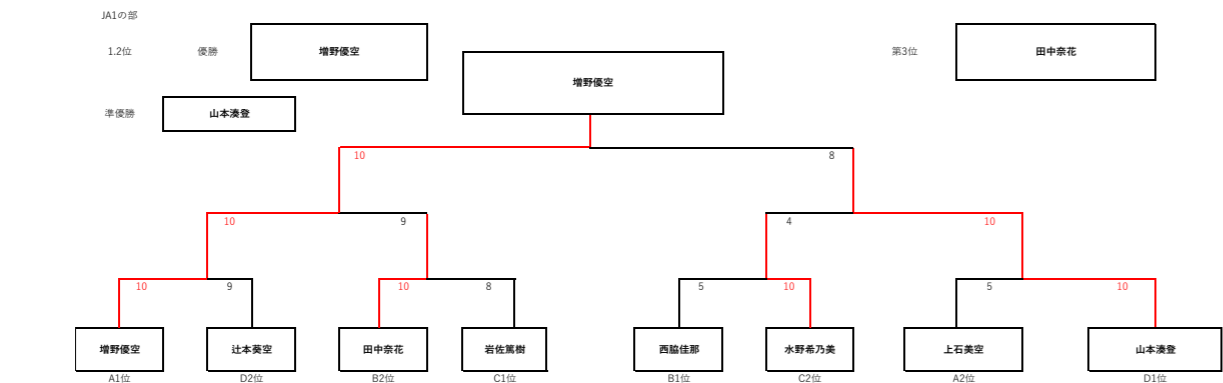 JA1の部
1.2位 優勝 増野優空 第3位 田中奈花
増野優空
準優勝 山本湊登
10 8
10 9 4 10
10 9 10 8 5 10 5 10
増野優空 辻本葵空 田中奈花 岩佐篤樹 西脇佳那 水野希乃美 上石美空 山本湊登
A1位 D2位 B2位 C1位 B1位 C2位 A2位 D1位